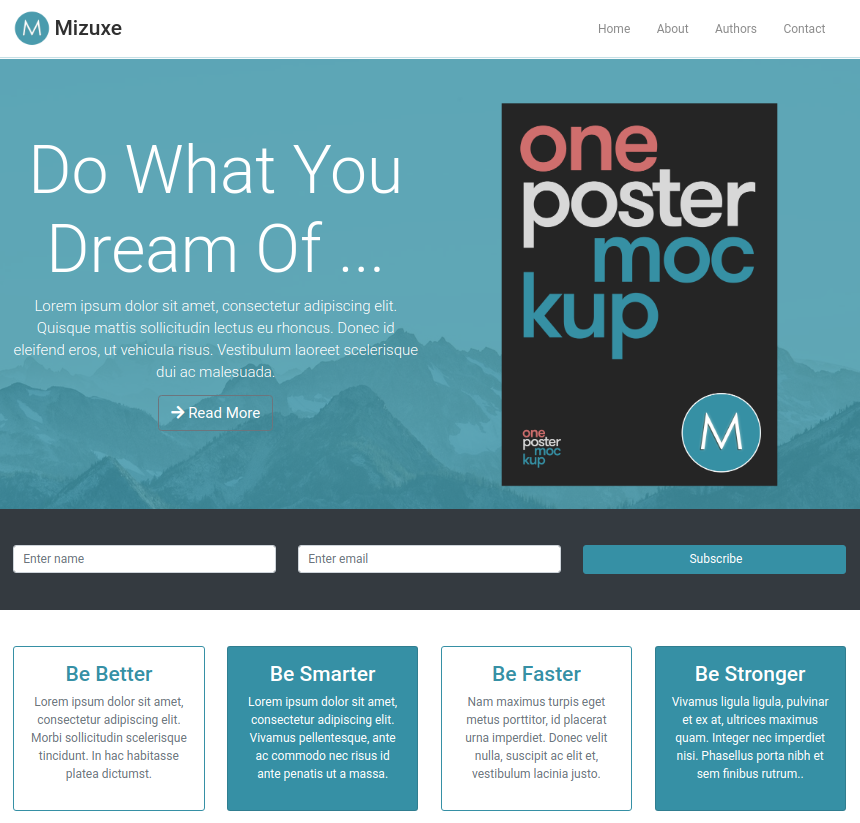 M Mizuxe
Home About Authors Contact
Do What You
Dream Of ...
Lorem ipsum dolor sit amet, consectetur adipiscing elit.
Quisque mattis sollicitudin lectus eu rhoncus. Donec id
eleifend eros, ut vehicula risus. Vestibulum laoreet scelerisque
dui ac malesuada.
Read More
one
poster
moc
kup
one
poster
moc
kup
M
Enter name
Enter email
Subscribe
Be Better
Lorem ipsum dolor sit amet,
consectetur adipiscing elit.
Morbi sollicitudin scelerisque
tincidunt. In hac habitasse
platea dictumst.
Be Smarter
Lorem ipsum dolor sit amet,
consectetur adipiscing elit.
Vivamus pellentesque, ante
ac commodo nec risus id
ante penatis ut a massa.
Be Faster
Nam maximus turpis eget
metus porttitor, id placerat
urna imperdiet. Donec velit
nulla, suscipit ac elit et,
vestibulum lacinia justo.
Be Stronger
Vivamus ligula ligula, pulvinar
et ex at, ultrices maximus
quam. Integer nec imperdiet
nisi. Phasellus porta nibh et
sem finibus rutrum..